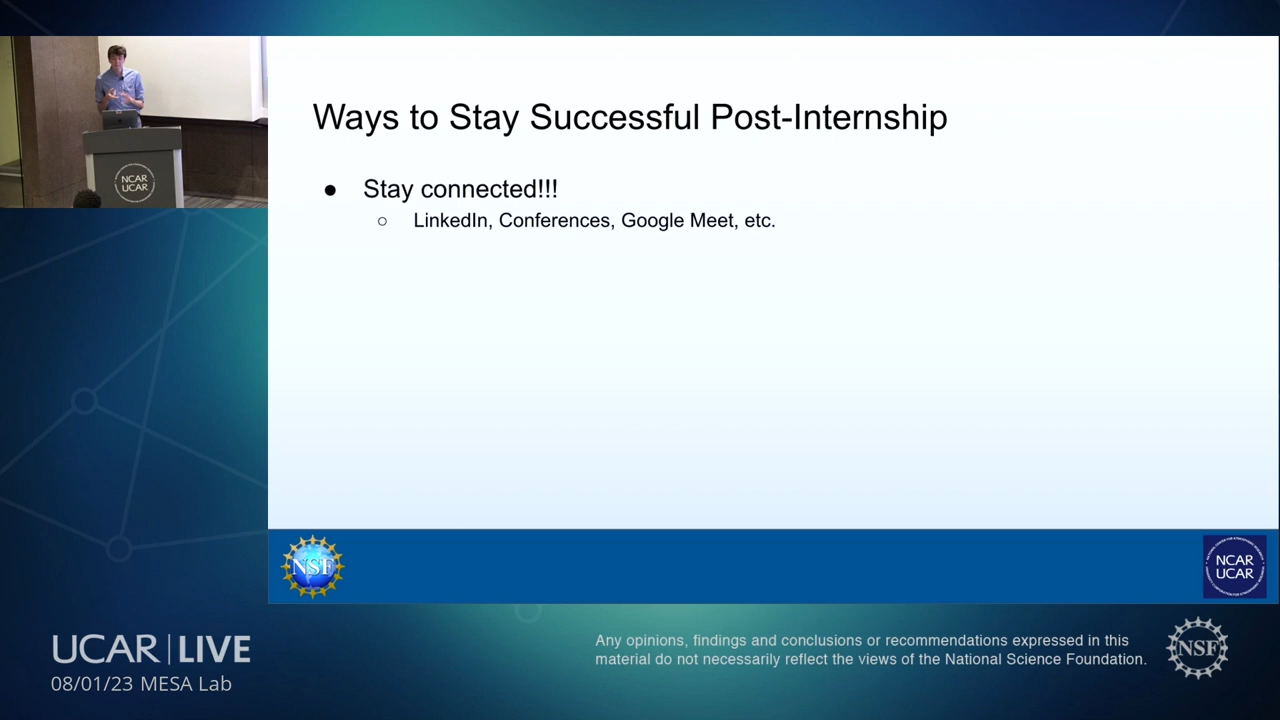 Ways to Stay Successful Post-Internship
● Stay connected!!!
○ LinkedIn, Conferences, Google Meet, etc.
NCAR
UCAR
NSF
NCAR
UCAR
UCAR | LIVE
08/01/23 MESA Lab
Any opinions, findings and conclusions or recommendations expressed in this
material do not necessarily reflect the views of the National Science Foundation.
NSF